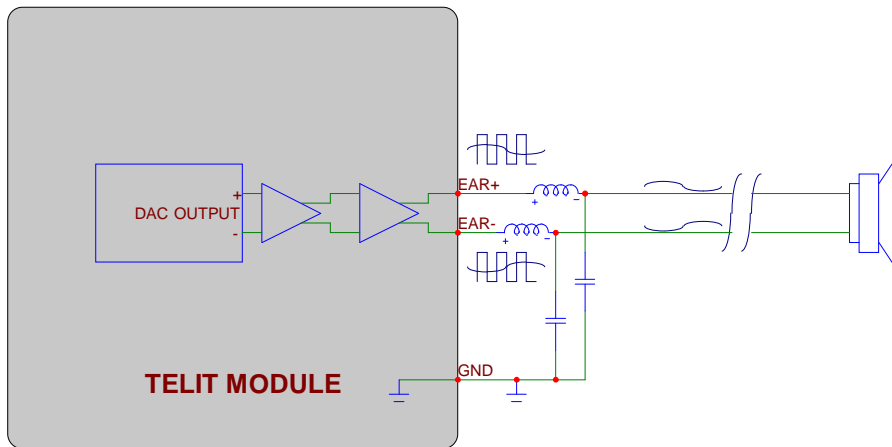 EAR+
+
-
+
DAC OUTPUT
-
EAR-
+
-
GND
TELIT MODULE